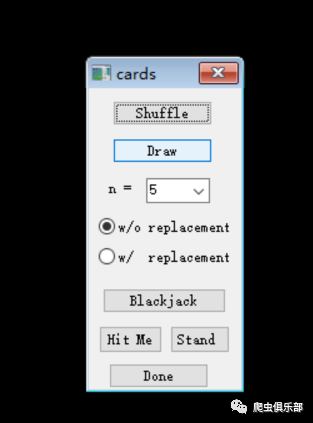 cards
Shuffle
Draw
n = 5
w/o replacement
w/ replacement
Blackjack
Hit Me Stand
Done
爬虫俱乐部